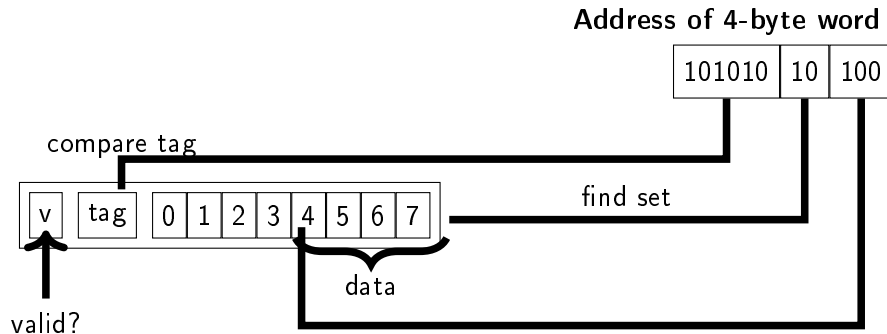 Address of 4-byte word
101010 10 100
compare tag
find set
v tag 0 1 2 3 4 5 6 7
data
valid?